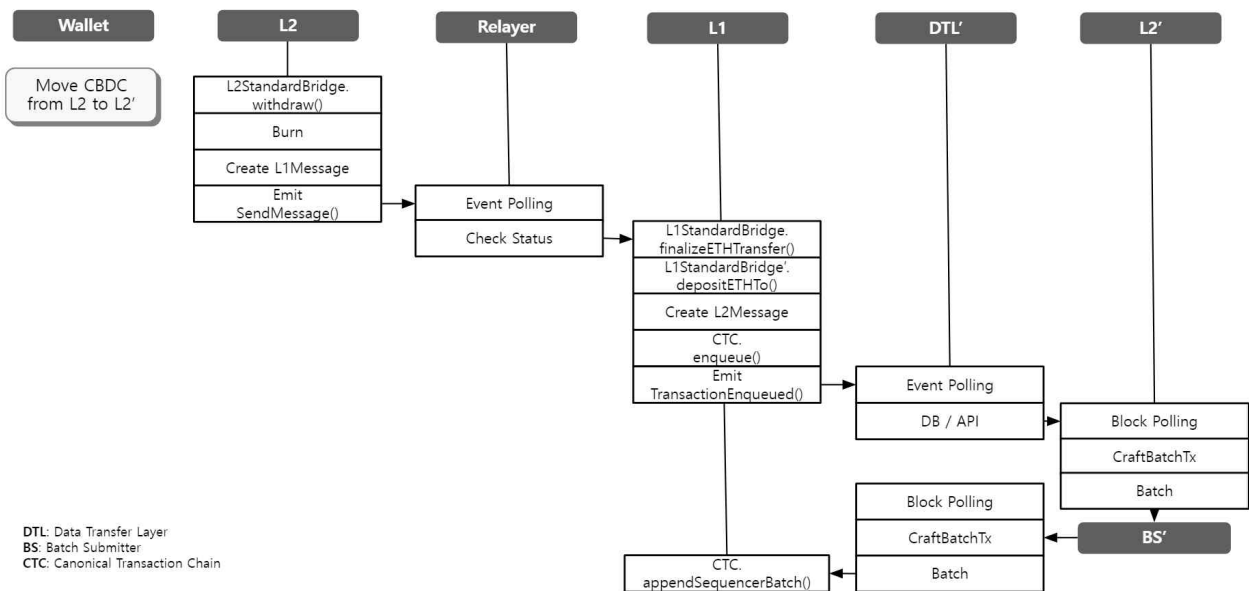 Wallet
L2
Relayer
L1
DTL’
L2’
Move CBDC
from L2 to L2’
L2StandardBridge.
withdraw()
Burn
Create L1Message
Emit
SendMessage()
Event Polling
Check Status
L1StandardBridge.
finalizeETHTransfer()
L1StandardBridge’.
depositETHTo()
Create L2Message
CTC.
enqueue()
Emit
TransactionEnqueued()
Event Polling
DB / API
Block Polling
CraftBatchTx
Batch
BS’
Block Polling
CraftBatchTx
Batch
CTC.
appendSequencerBatch()
DTL: Data Transfer Layer
BS: Batch Submitter
CTC: Canonical Transaction Chain